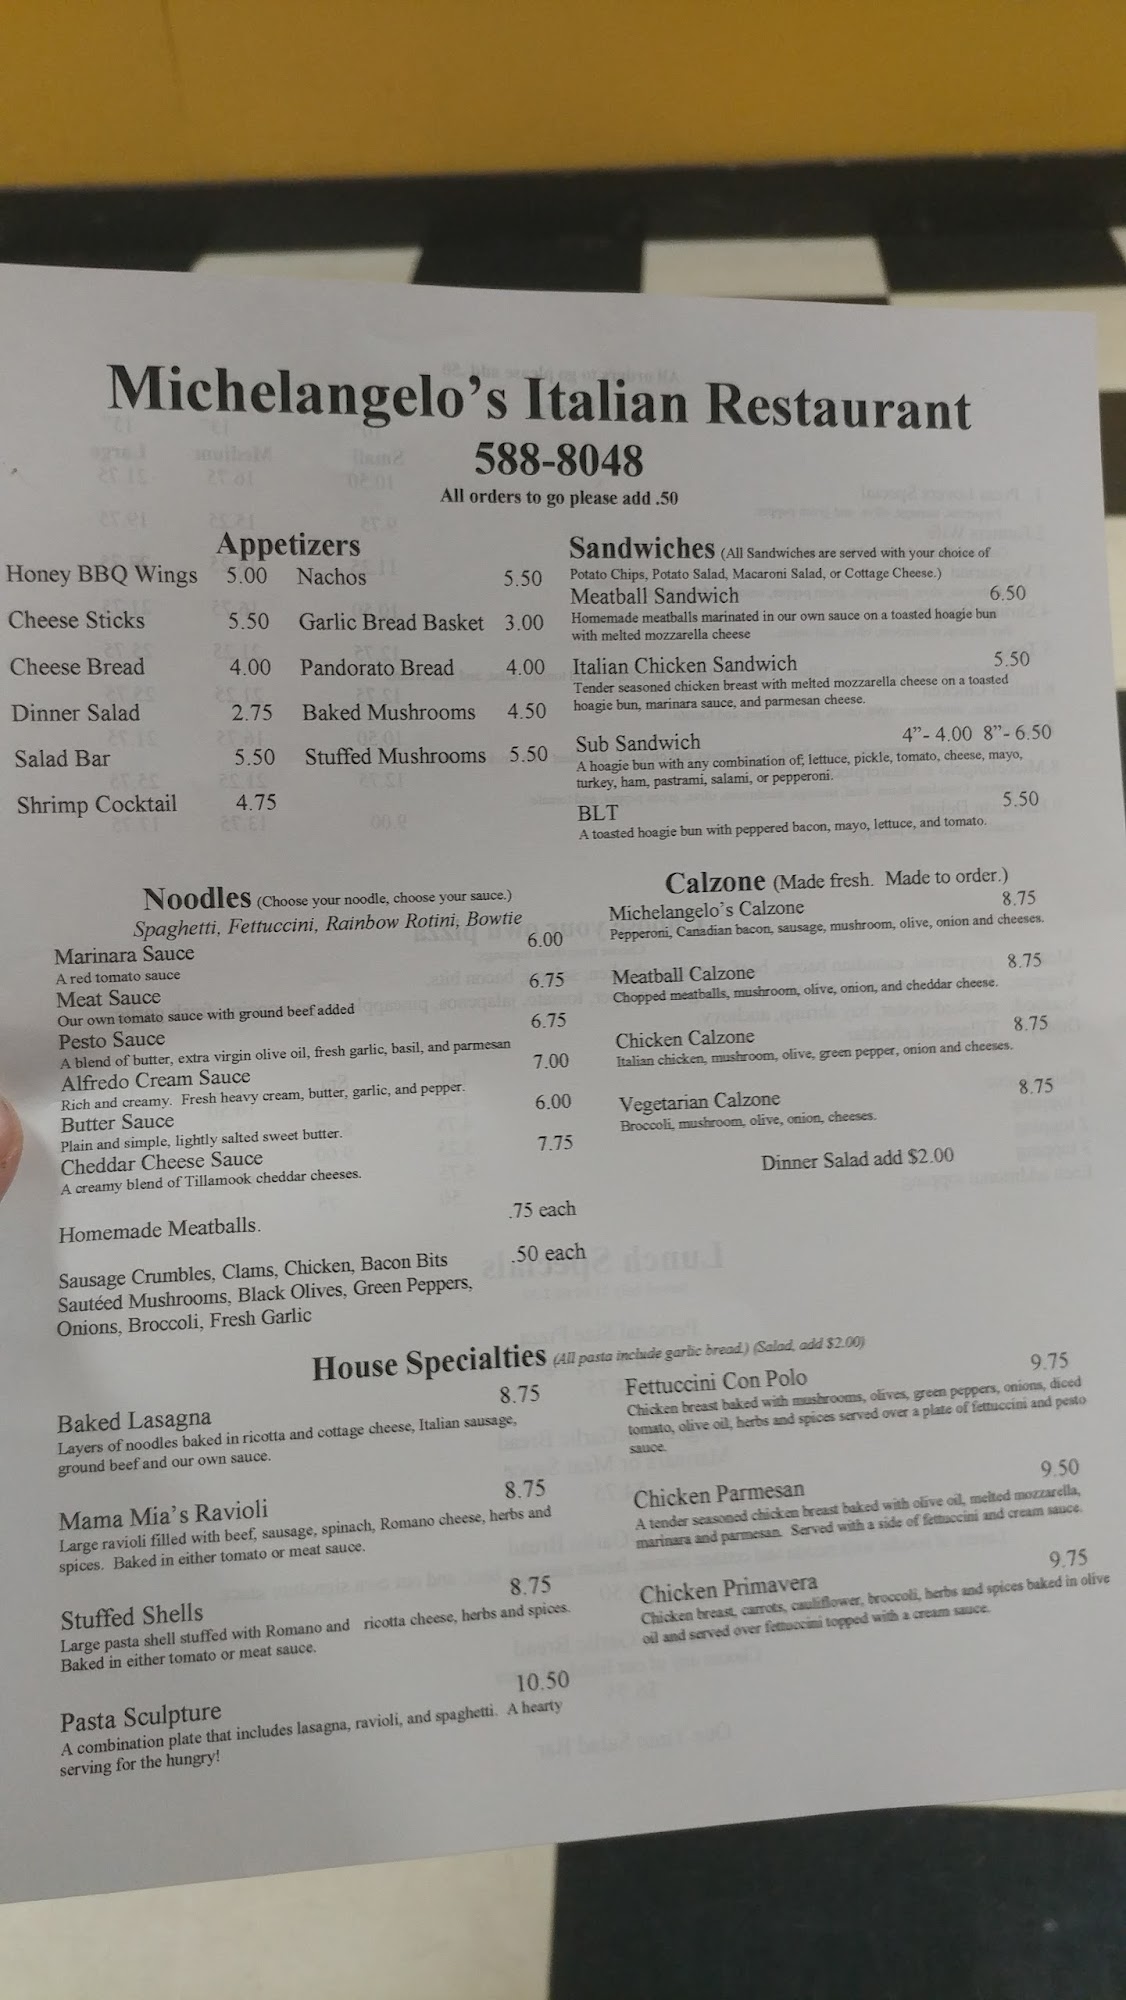 Michelangelo's Italian Restaurant
588-8048
All orders to go please add .50
Appetizers
Honey BBQ Wings 5.00 Nachos 5.50
Cheese Sticks 5.50 Garlic Bread Basket 3.00
Cheese Bread 4.00 Pandorato Bread 4.00
Dinner Salad 2.75 Baked Mushrooms 4.50
Salad Bar 5.50 Stuffed Mushrooms 5.50
Shrimp Cocktail 4.75
Sandwiches (All Sandwiches are served with your choice of
Potato Chips, Potato Salad, Macaroni Salad, or Cottage Cheese.)
Meatball Sandwich 6.50
Homemade meatballs marinated in our own sauce on a toasted hoagie bun
with melted mozzarella cheese
Italian Chicken Sandwich 5.50
Tender seasoned chicken breast with melted mozzarella cheese on a toasted
hoagie bun, marinara sauce, and parmesan cheese.
Sub Sandwich 4"- 4.00 8"- 6.50
A hoagie bun with any combination of; lettuce, pickle, tomato, cheese, mayo,
turkey, ham, pastrami, salami, or pepperoni.
BLT 5.50
A toasted hoagie bun with peppered bacon, mayo, lettuce, and tomato.
Noodles (Choose your noodle, choose your sauce.)
Spaghetti, Fettuccini, Rainbow Rotini, Bowtie
Marinara Sauce 6.00
A red tomato sauce
Meat Sauce 6.75
Our own tomato sauce with ground beef added
Pesto Sauce 6.75
A blend of butter, extra virgin olive oil, fresh garlic, basil, and parmesan
Alfredo Cream Sauce 7.00
Rich and creamy. Fresh heavy cream, butter, garlic, and pepper.
Butter Sauce 6.00
Plain and simple, lightly salted sweet butter.
Cheddar Cheese Sauce 7.75
A creamy blend of Tillamook cheddar cheeses.
Homemade Meatballs. .75 each
Sausage Crumbles, Clams, Chicken, Bacon Bits .50 each
Sautéed Mushrooms, Black Olives, Green Peppers,
Onions, Broccoli, Fresh Garlic
Calzone (Made fresh. Made to order.)
Michelangelo's Calzone 8.75
Pepperoni, Canadian bacon, sausage, mushroom, olive, onion and cheeses.
Meatball Calzone 8.75
Chopped meatballs, mushroom, olive, onion, and cheddar cheese.
Chicken Calzone 8.75
Italian chicken, mushroom, olive, green pepper, onion and cheeses.
Vegetarian Calzone 8.75
Broccoli, mushroom, olive, onion, cheeses.
Dinner Salad add $2.00
House Specialties (All pasta include garlic bread.) (Salad, add $2.00)
Baked Lasagna 8.75
Layers of noodles baked in ricotta and cottage cheese, Italian sausage,
ground beef and our own sauce.
Mama Mia's Ravioli 8.75
Large ravioli filled with beef, sausage, spinach, Romano cheese, herbs and
spices. Baked in either tomato or meat sauce.
Stuffed Shells 8.75
Large pasta shell stuffed with Romano and ricotta cheese, herbs and spices.
Baked in either tomato or meat sauce.
Pasta Sculpture 10.50
A combination plate that includes lasagna, ravioli, and spaghetti. A hearty
serving for the hungry!
Fettuccini Con Polo 9.75
Chicken breast baked with mushrooms, olives, green peppers, onions, diced
tomato, olive oil, herbs and spices served over a plate of fettuccini and pesto
sauce.
Chicken Parmesan 9.50
A tender seasoned chicken breast baked with olive oil, melted mozzarella,
marinara and parmesan. Served with a side of fettuccini and cream sauce.
Chicken Primavera 9.75
Chicken breast, carrots, cauliflower, broccoli, herbs and spices baked in olive
oil and served over fettuccini topped with a cream sauce.